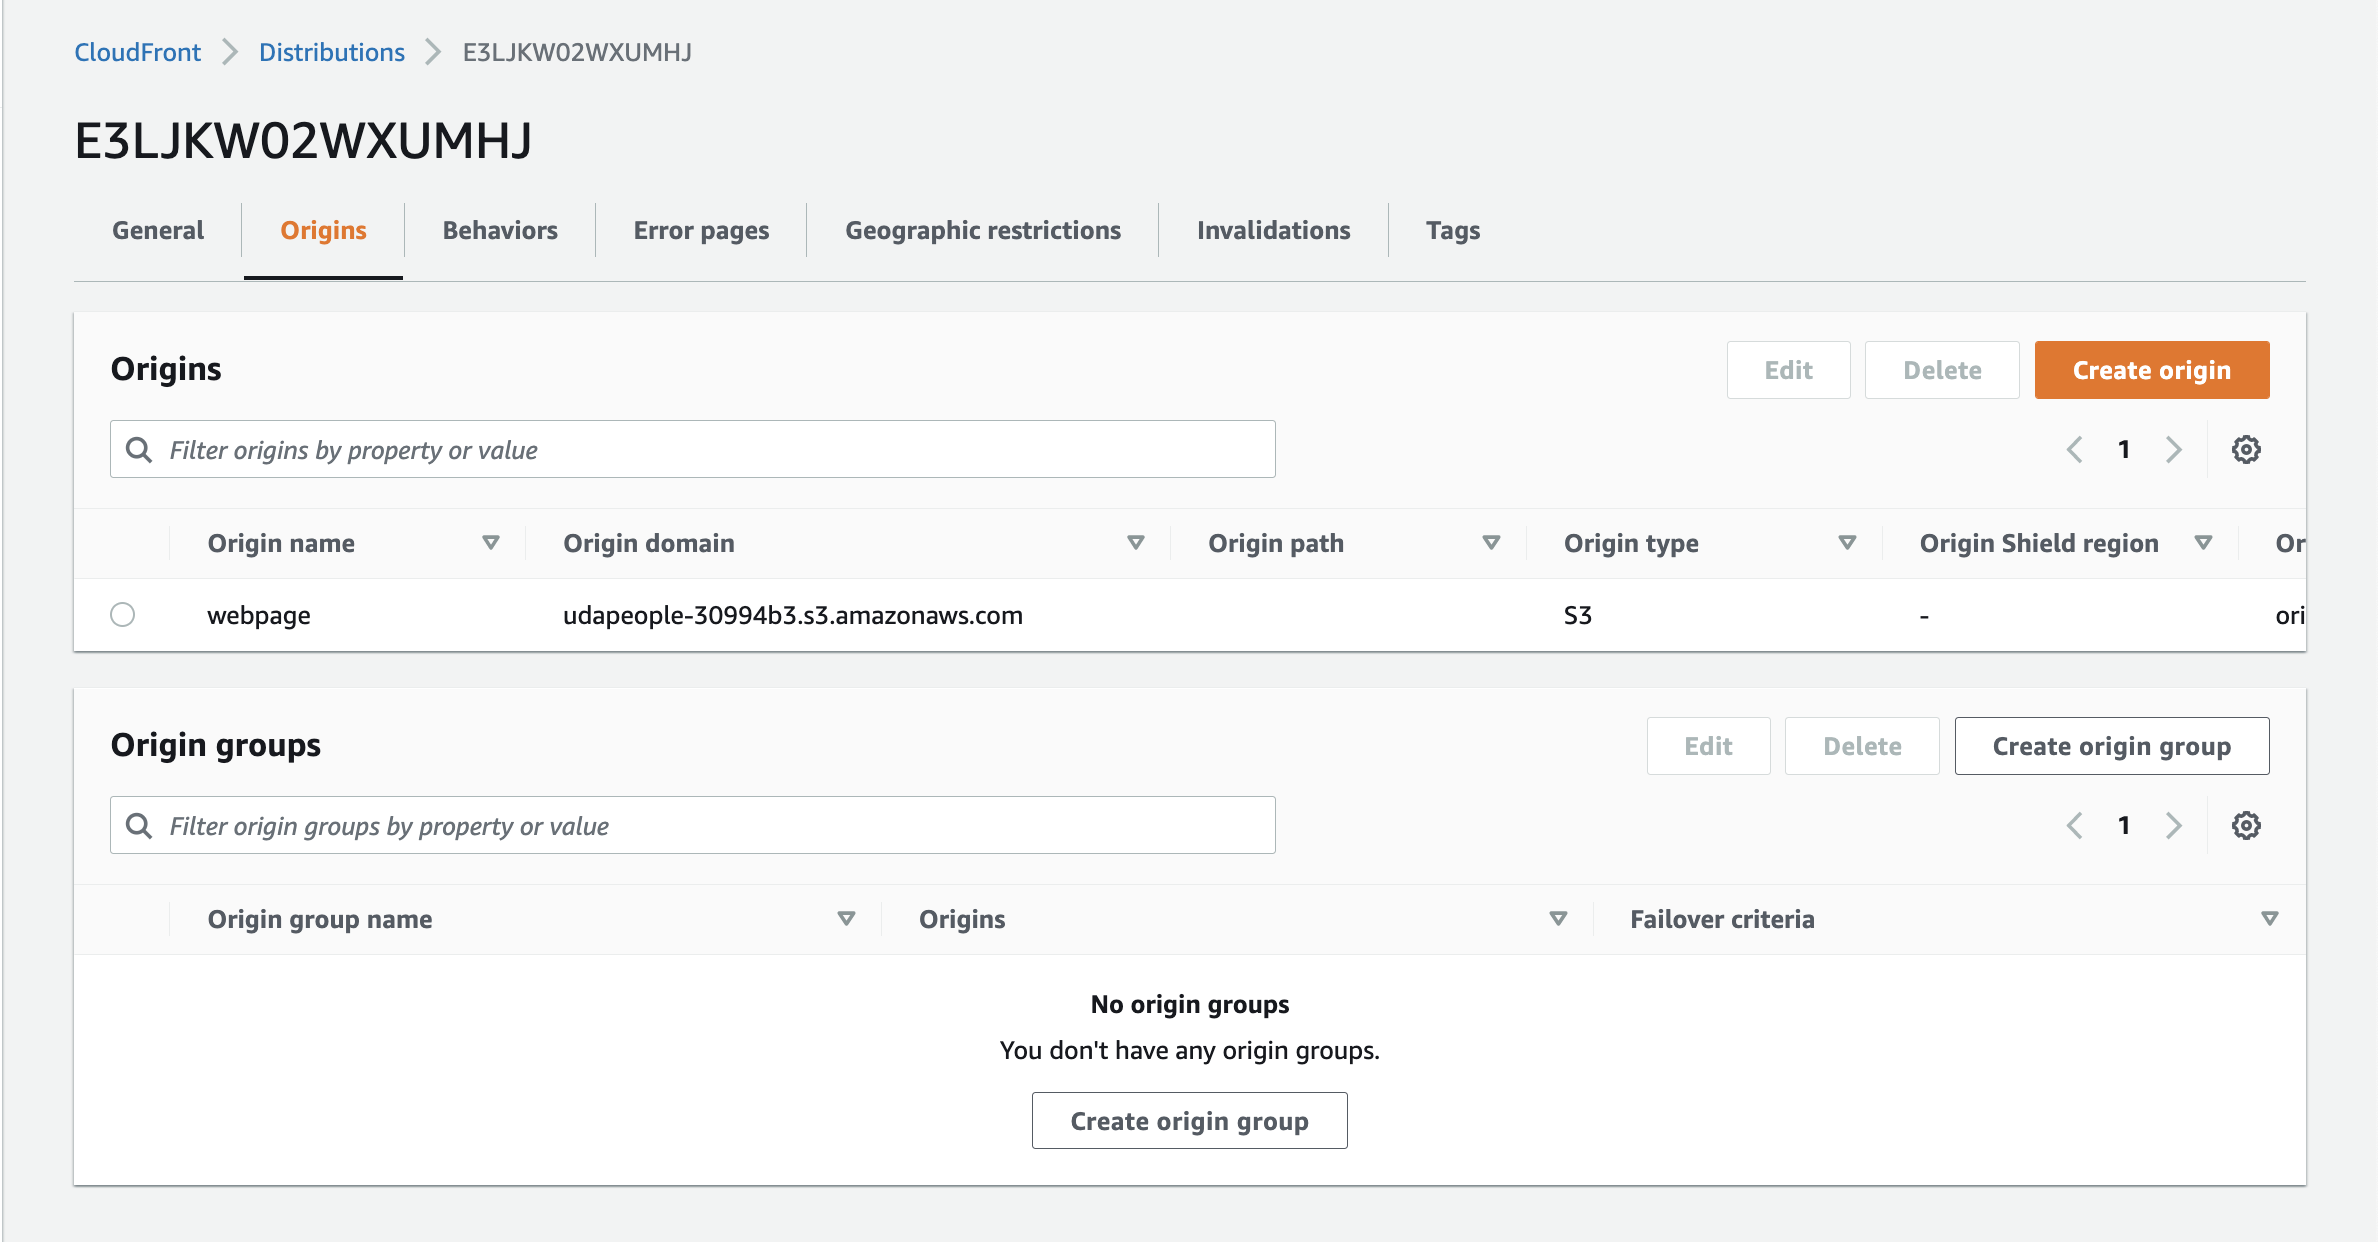 CloudFront Distributions E3LJKW02WXUMHJ
E3LJKW02WXUMHJ
General Origins Behaviors Error pages Geographic restrictions Invalidations Tags
Origins Edit Delete Create origin
Filter origins by property or value 1
Origin name Origin domain Origin path Origin type Origin Shield region Or
webpage udapeople-30994b3.s3.amazonaws.com S3 - ori
Origin groups Edit Delete Create origin group
Filter origin groups by property or value 1
Origin group name Origins Failover criteria
No origin groups
You don't have any origin groups.
Create origin group